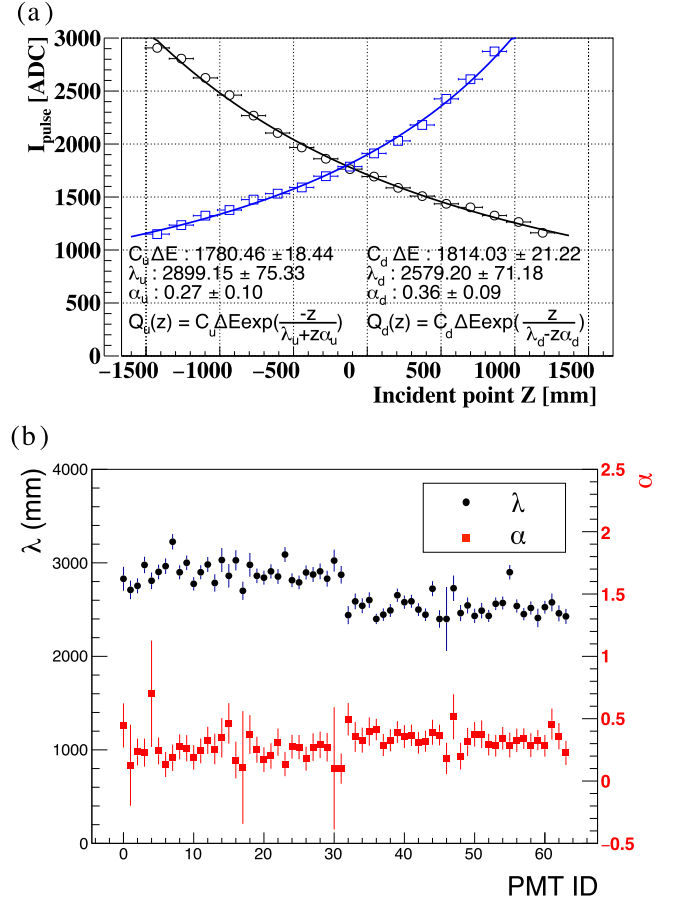 (a)
I_pulse [ADC]
3000
2500
2000
1500
1000
500
0
C_u ΔE : 1780.46 ± 18.44
λ_u : 2899.15 ± 75.33
α_u : 0.27 ± 0.10
Q_u(z) = C_u ΔEexp(-z/(λ_u+zα_u))
C_d ΔE : 1814.03 ± 21.22
λ_d : 2579.20 ± 71.18
α_d : 0.36 ± 0.09
Q_d(z) = C_d ΔEexp(z/(λ_d-zα_d))
−1500 −1000 −500 0 500 1000 1500
Incident point Z [mm]
(b)
λ (mm)
4000
3000
2000
1000
0
λ
α
α
2.5
2
1.5
1
0.5
0
−0.5
0 10 20 30 40 50 60
PMT ID